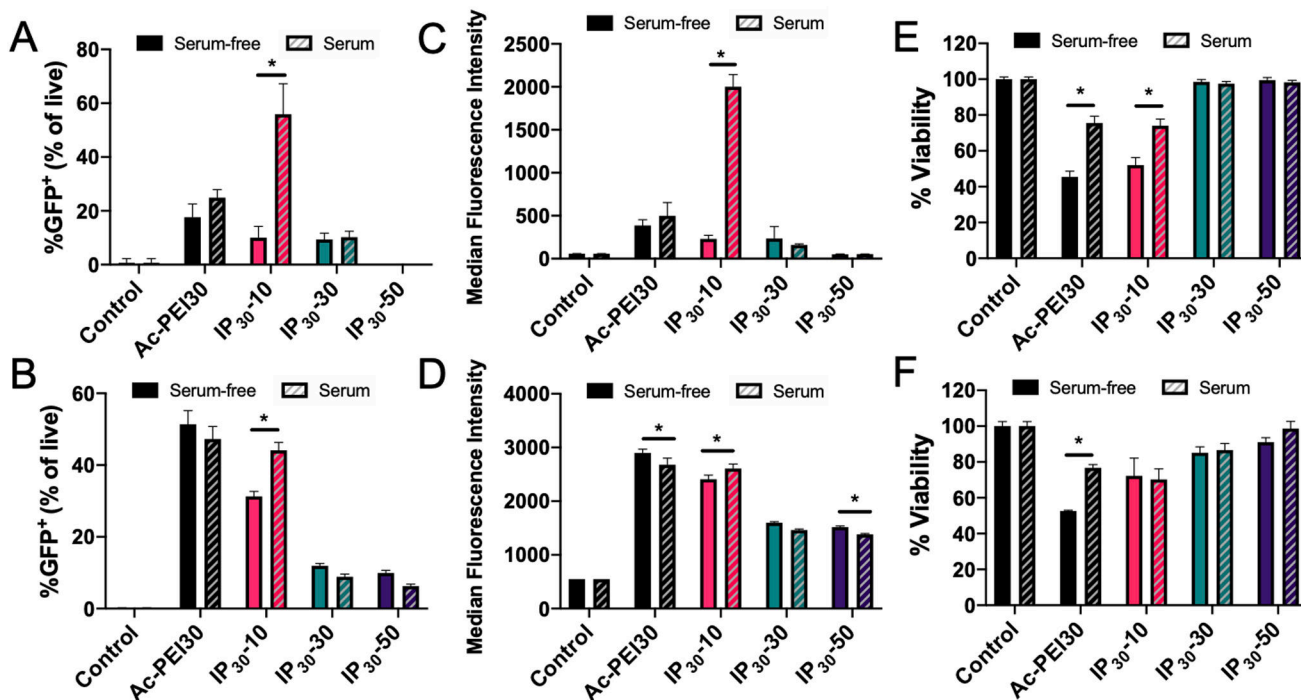 A
Serum-free Serum
%GFP+ (% of live)
80
60
40
20
0
*
Control
Ac-PEI30
IP30-10
IP30-30
IP30-50
C
Serum-free Serum
Median Fluorescence Intensity
2500
2000
1500
1000
500
0
*
Control
Ac-PEI30
IP30-10
IP30-30
IP30-50
E
Serum-free Serum
% Viability
120
100
80
60
40
20
0
*
*
Control
Ac-PEI30
IP30-10
IP30-30
IP30-50
B
Serum-free Serum
%GFP+ (% of live)
60
40
20
0
*
Control
Ac-PEI30
IP30-10
IP30-30
IP30-50
D
Serum-free Serum
Median Fluorescence Intensity
4000
3000
2000
1000
0
*
*
*
Control
Ac-PEI30
IP30-10
IP30-30
IP30-50
F
Serum-free Serum
% Viability
120
100
80
60
40
20
0
*
Control
Ac-PEI30
IP30-10
IP30-30
IP30-50